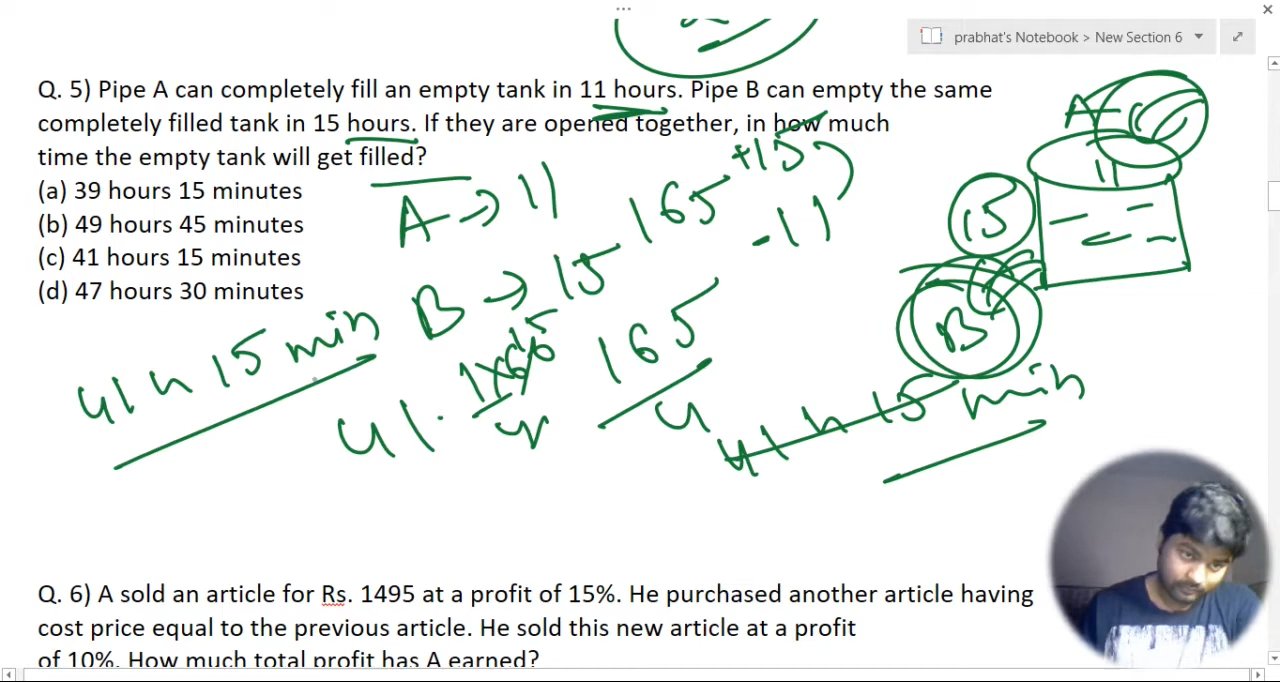 prabhat's Notebook > New Section 6
Q. 5) Pipe A can completely fill an empty tank in 11 hours. Pipe B can empty the same
completely filled tank in 15 hours. If they are opened together, in how much
time the empty tank will get filled?
(a) 39 hours 15 minutes
(b) 49 hours 45 minutes
(c) 41 hours 15 minutes
(d) 47 hours 30 minutes
A → 11
B → 15
165
+15
-11
165
4
41 h 15 min
41.
4
41 h 15 min
A
11
15
B
Q. 6) A sold an article for Rs. 1495 at a profit of 15%. He purchased another article having
cost price equal to the previous article. He sold this new article at a profit
of 10%. How much total profit has A earned?